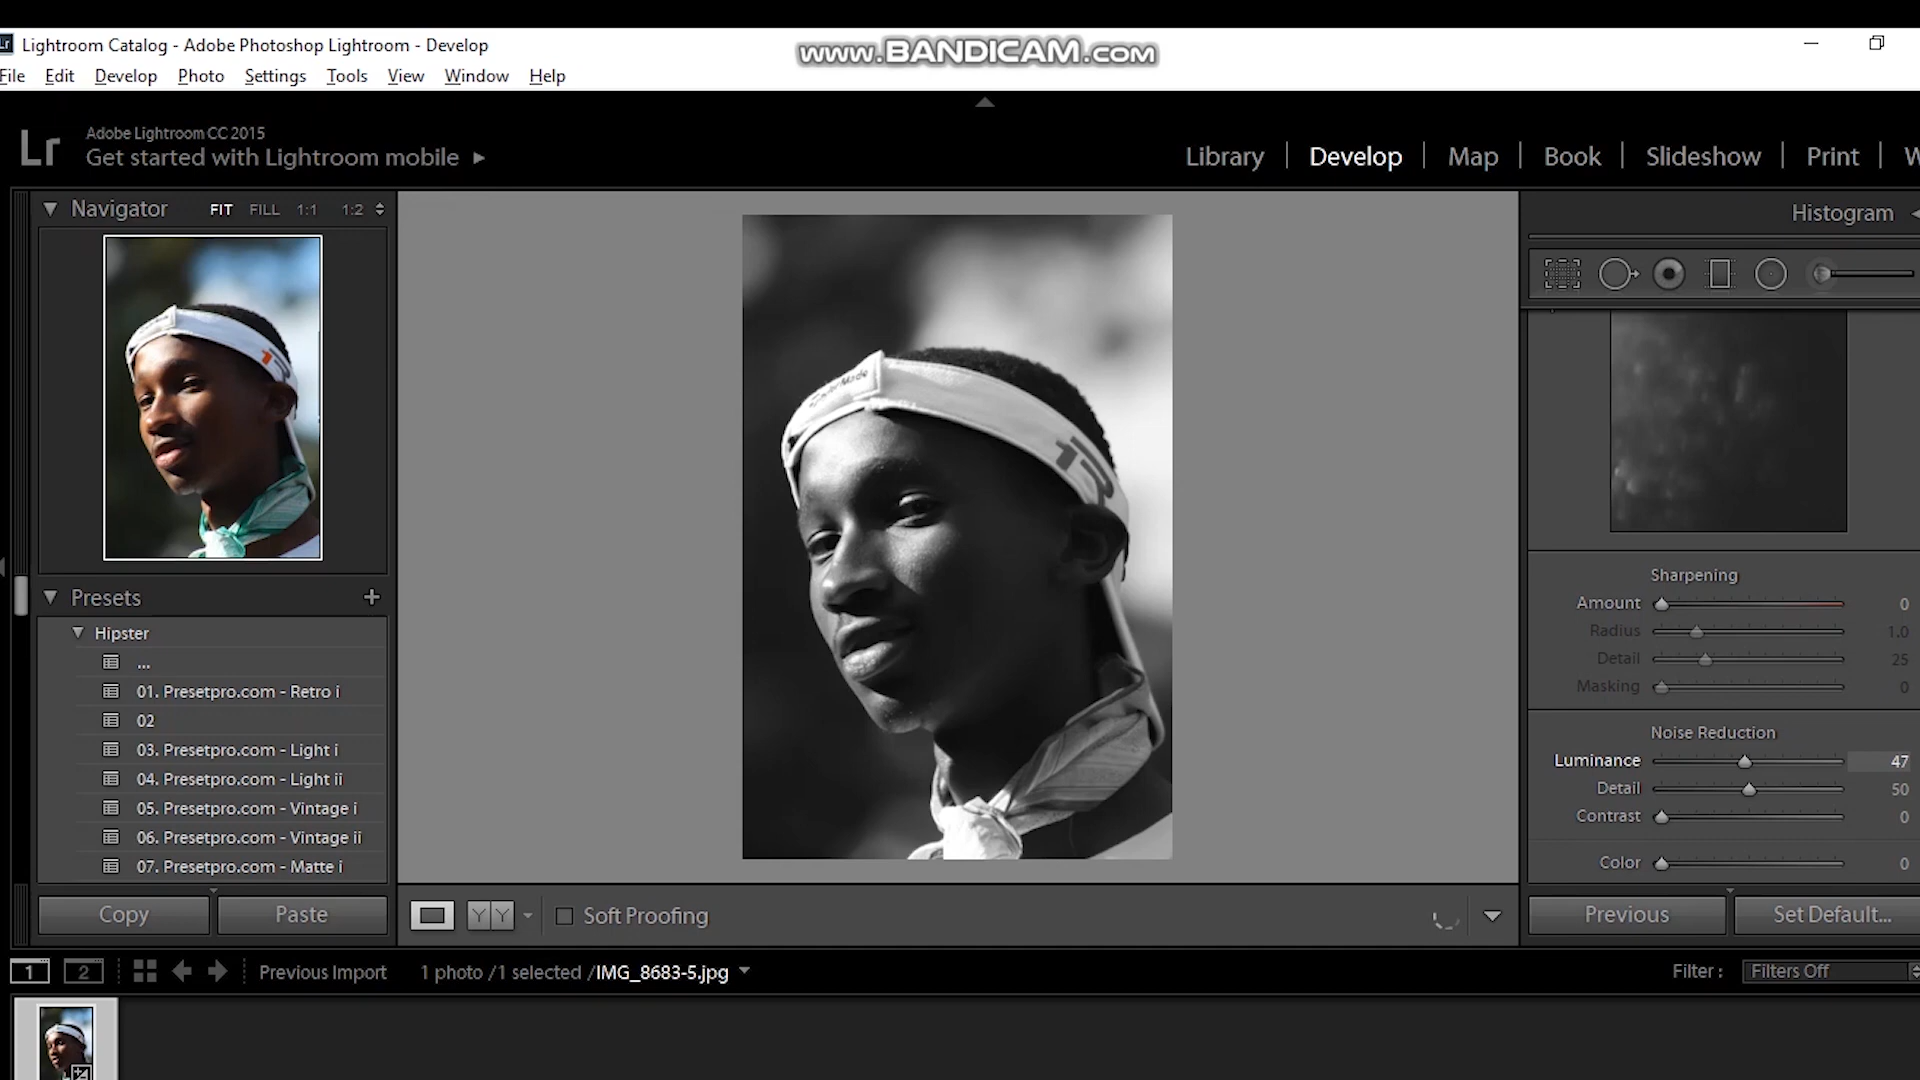 Lightroom Catalog - Adobe Photoshop Lightroom - Develop
www.BANDICAM.com
File Edit Develop Photo Settings Tools View Window Help
Lr
Adobe Lightroom CC 2015
Get started with Lightroom mobile
Library | Develop | Map | Book | Slideshow | Print | W
Navigator FIT FILL 1:1 1:2
Histogram
Presets
Hipster
...
01. Presetpro.com - Retro i
02
03. Presetpro.com - Light i
04. Presetpro.com - Light ii
05. Presetpro.com - Vintage i
06. Presetpro.com - Vintage ii
07. Presetpro.com - Matte i
Sharpening
Amount 0
Radius 1.0
Detail 25
Masking 0
Noise Reduction
Luminance 47
Detail 50
Contrast 0
Color 0
Copy Paste
YY Soft Proofing
Previous Set Default...
1 2 Previous Import 1 photo /1 selected /IMG_8683-5.jpg
Filter : Filters Off